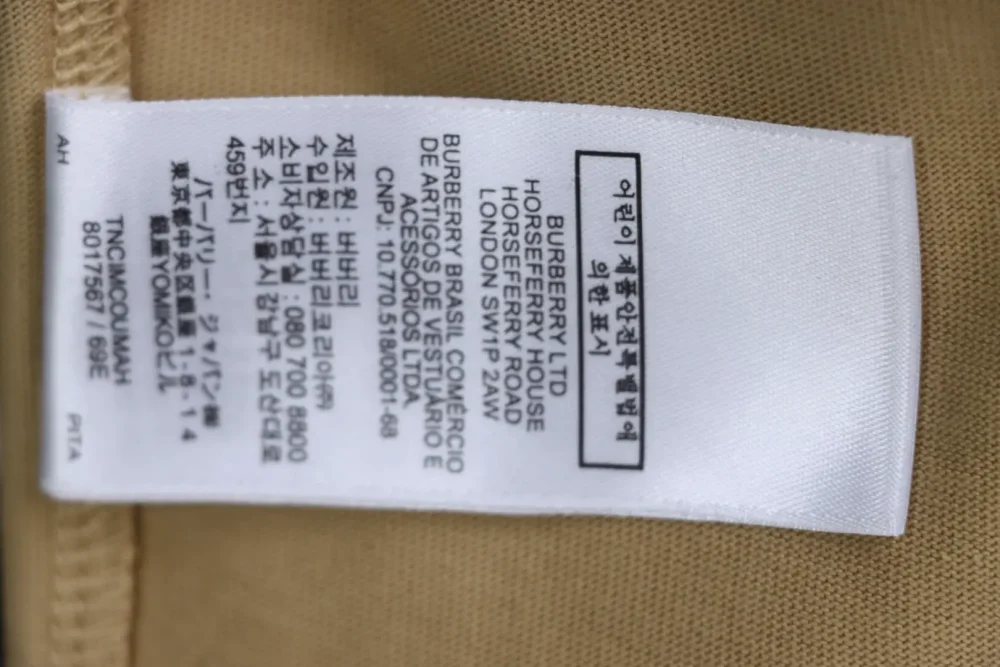 어린이제품안전특별법에
의한 표시
BURBERRY LTD
HORSEFERRY HOUSE
HORSEFERRY ROAD
LONDON SW1P 2AW
BURBERRY BRASIL COMÉRCIO
DE ARTIGOS DE VESTUÁRIO E
ACESSÓRIOS LTDA
CNPJ: 10.770.518/0001-68
제조원 : 버버리
수입원 : 버버리코리아㈜
소비자상담실 : 080 700 8800
주 소 : 서울시 강남구 도산대로
459번지
バーバリー・ジャパン㈱
東京都中央区銀座 1 - 8 - 1 4
銀座YOMIKOビル
TNCIMCOUMAH
8017567 / 69E
AH
PITA